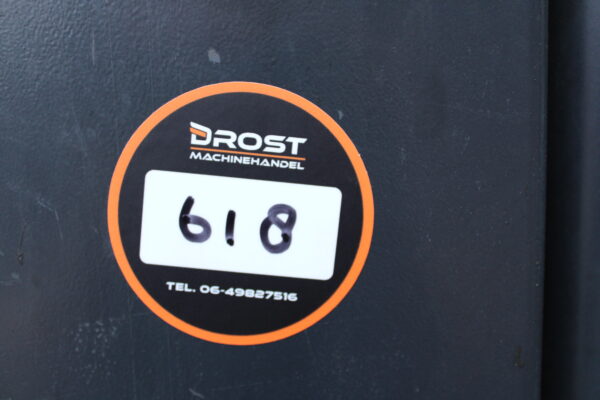 DROST
MACHINEHANDEL
618
TEL. 06-49827516